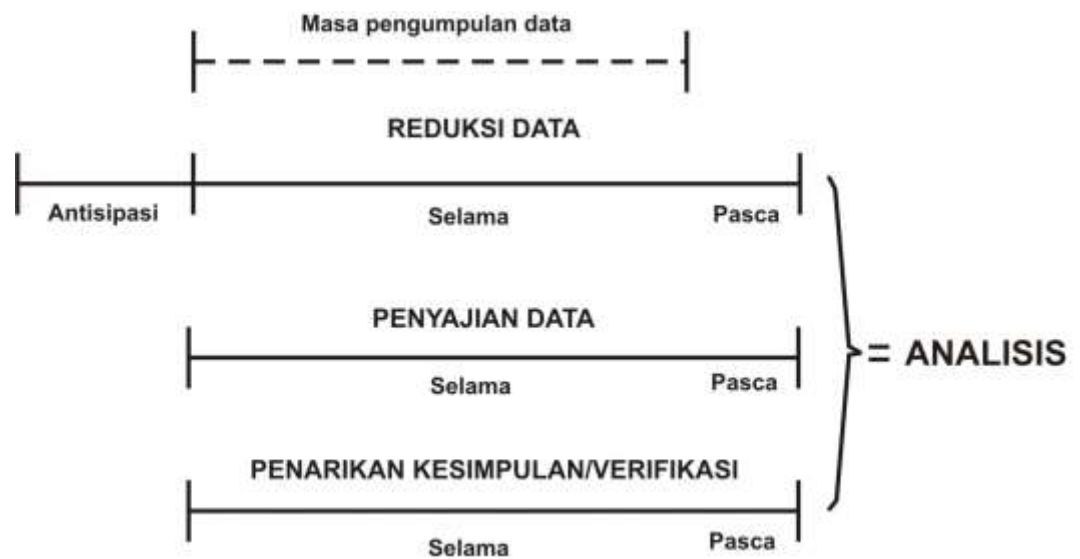 Masa pengumpulan data
REDUKSI DATA
Antisipasi Selama Pasca
PENYAJIAN DATA
= ANALISIS
Selama Pasca
PENARIKAN KESIMPULAN/VERIFIKASI
Selama Pasca